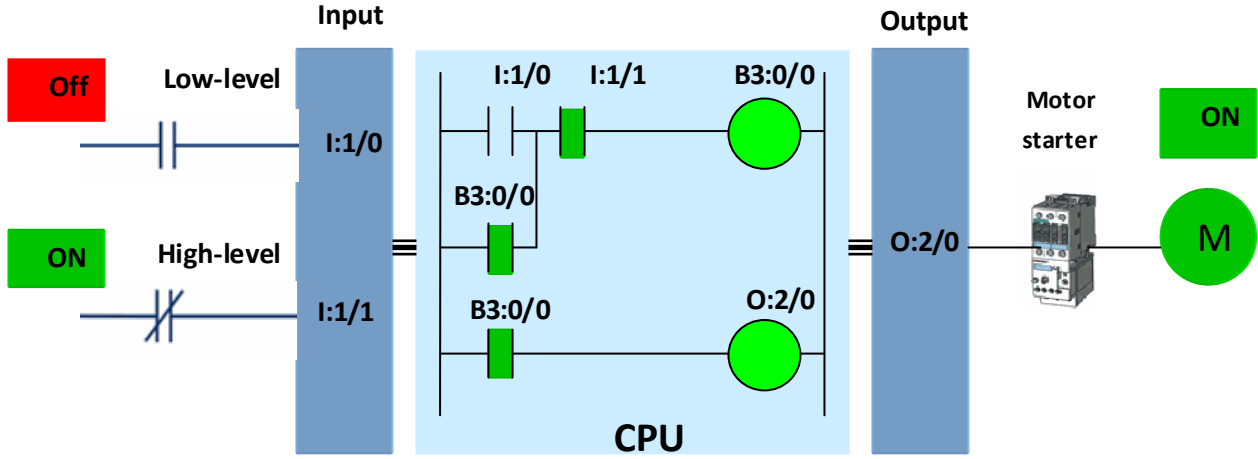 Input
Output
Off
Low-level
I:1/0
I:1/0
I:1/1
B3:0/0
Motor
starter
ON
B3:0/0
ON
High-level
I:1/1
B3:0/0
O:2/0
O:2/0
M
CPU